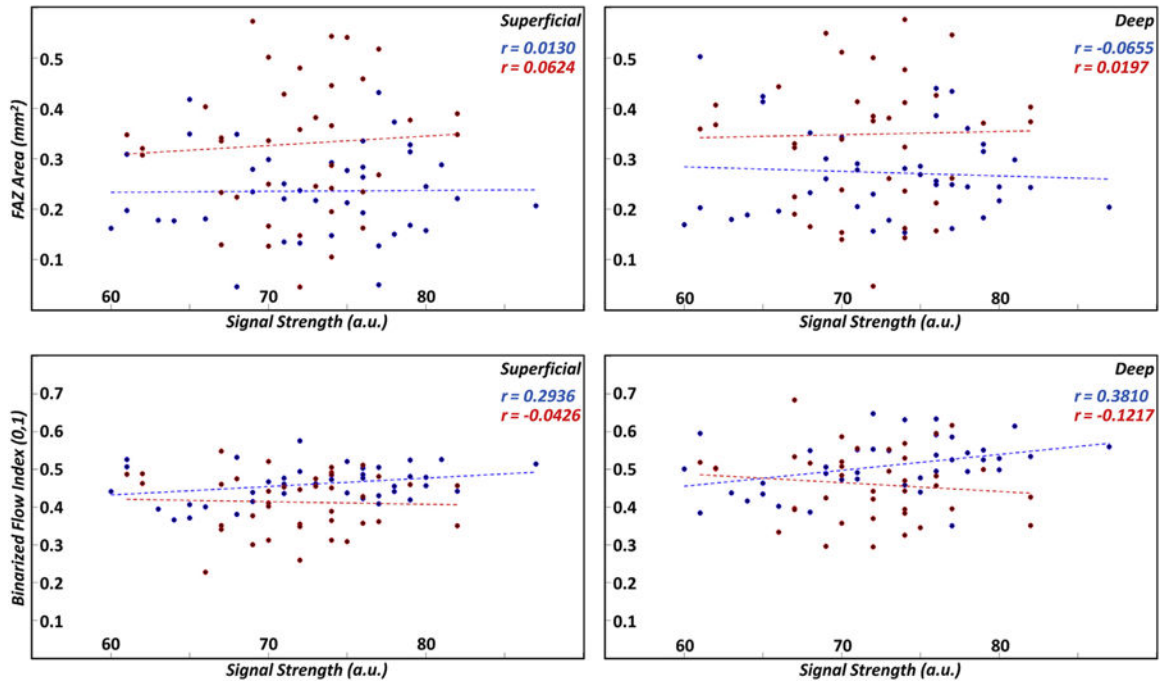 Superficial
r = 0.0130
r = 0.0624
0.5
0.4
0.3
0.2
0.1
60 70 80
FAZ Area (mm²)
Signal Strength (a.u.)
Deep
r = -0.0655
r = 0.0197
0.5
0.4
0.3
0.2
0.1
60 70 80
Signal Strength (a.u.)
Superficial
r = 0.2936
r = -0.0426
0.7
0.6
0.5
0.4
0.3
0.2
0.1
60 70 80
Binarized Flow Index (0,1)
Signal Strength (a.u.)
Deep
r = 0.3810
r = -0.1217
0.7
0.6
0.5
0.4
0.3
0.2
0.1
60 70 80
Signal Strength (a.u.)